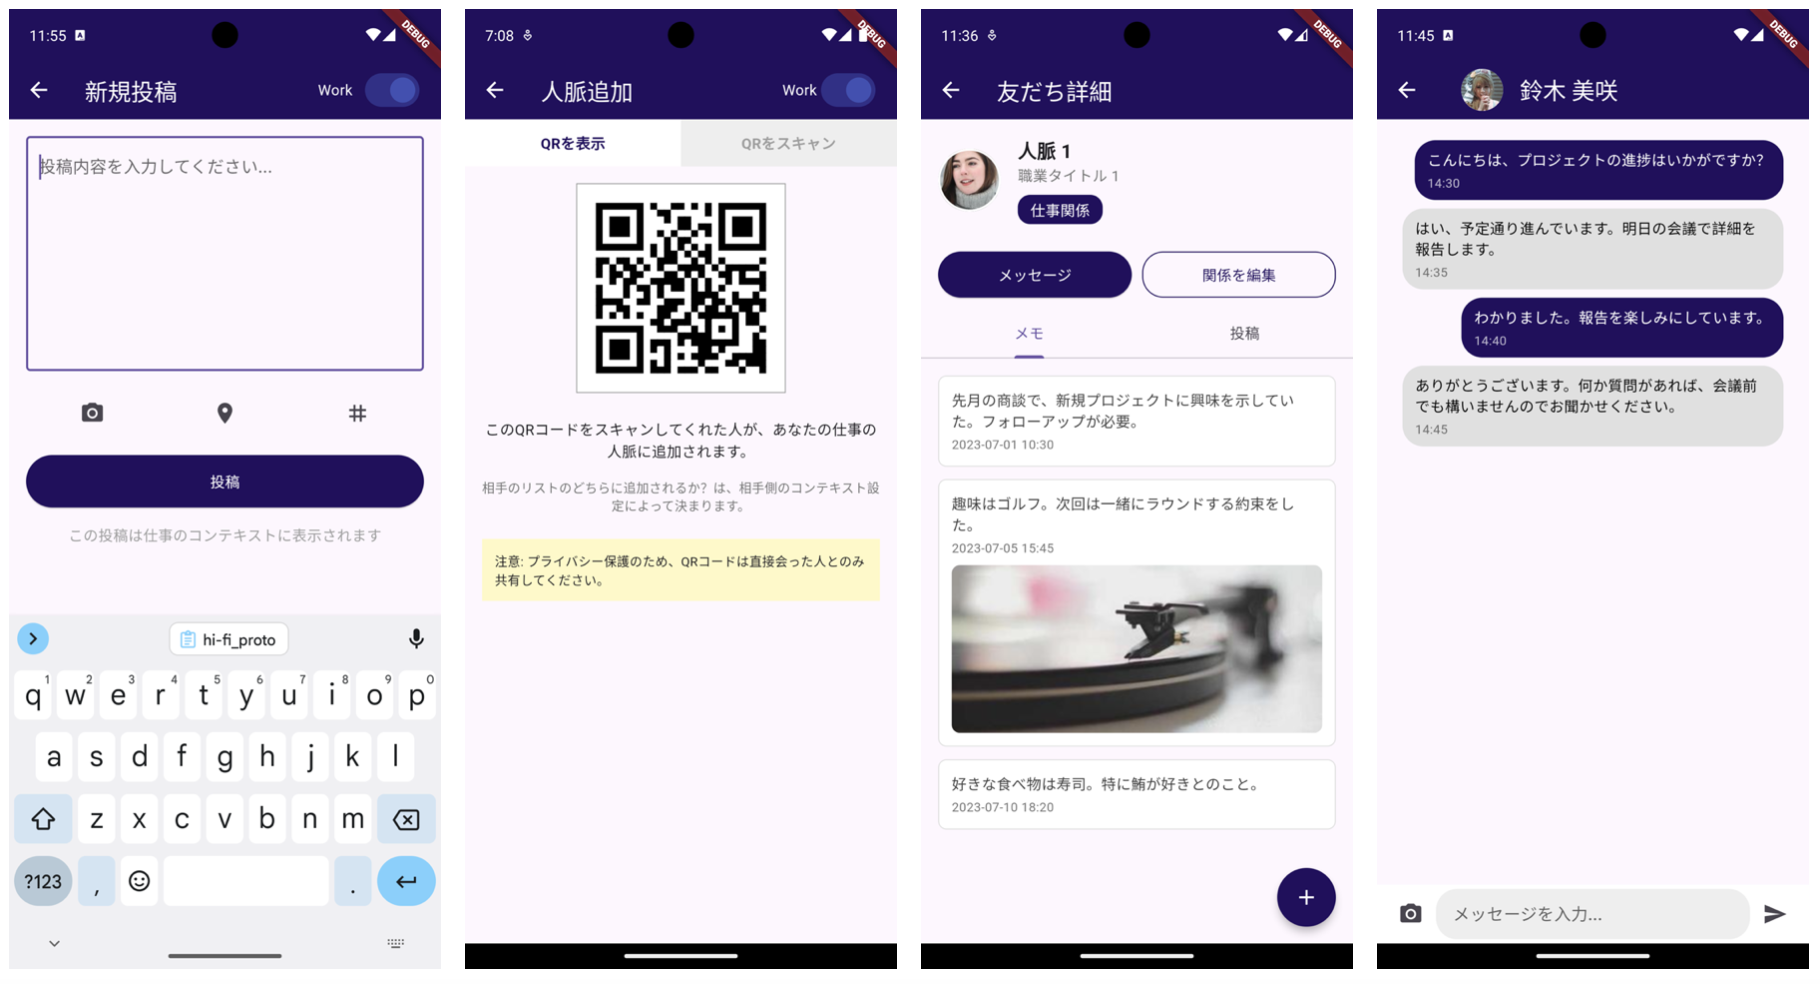 11:55
DEBUG
新規投稿
Work
投稿内容を入力してください...
投稿
この投稿は仕事のコンテキストに表示されます
hi-fi_proto
q1 w2 e3 r4 t5 y6 u7 i8 o9 p0
a s d f g h j k l
z x c v b n m
?123 , .
7:08
DEBUG
人脈追加
Work
QRを表示
QRをスキャン
このQRコードをスキャンしてくれた人が、あなたの仕事の
人脈に追加されます。
相手のリストのどちらに追加されるか? は、相手側のコンテキスト設
定によって決まります。
注意: プライバシー保護のため、QRコードは直接会った人とのみ
共有してください。
11:36
DEBUG
友だち詳細
人脈 1
職業タイトル 1
仕事関係
メッセージ
関係を編集
メモ
投稿
先月の商談で、新規プロジェクトに興味を示してい
た。フォローアップが必要。
2023-07-01 10:30
趣味はゴルフ。次回は一緒にラウンドする約束をし
た。
2023-07-05 15:45
好きな食べ物は寿司。特に鮪が好きとのこと。
2023-07-10 18:20
11:45
DEBUG
鈴木 美咲
こんにちは、プロジェクトの進捗はいかがですか?
14:30
はい、予定通り進んでいます。明日の会議で詳細を
報告します。
14:35
わかりました。報告を楽しみにしています。
14:40
ありがとうございます。何か質問があれば、会議前
でも構いませんのでお聞かせください。
14:45
メッセージを入力...